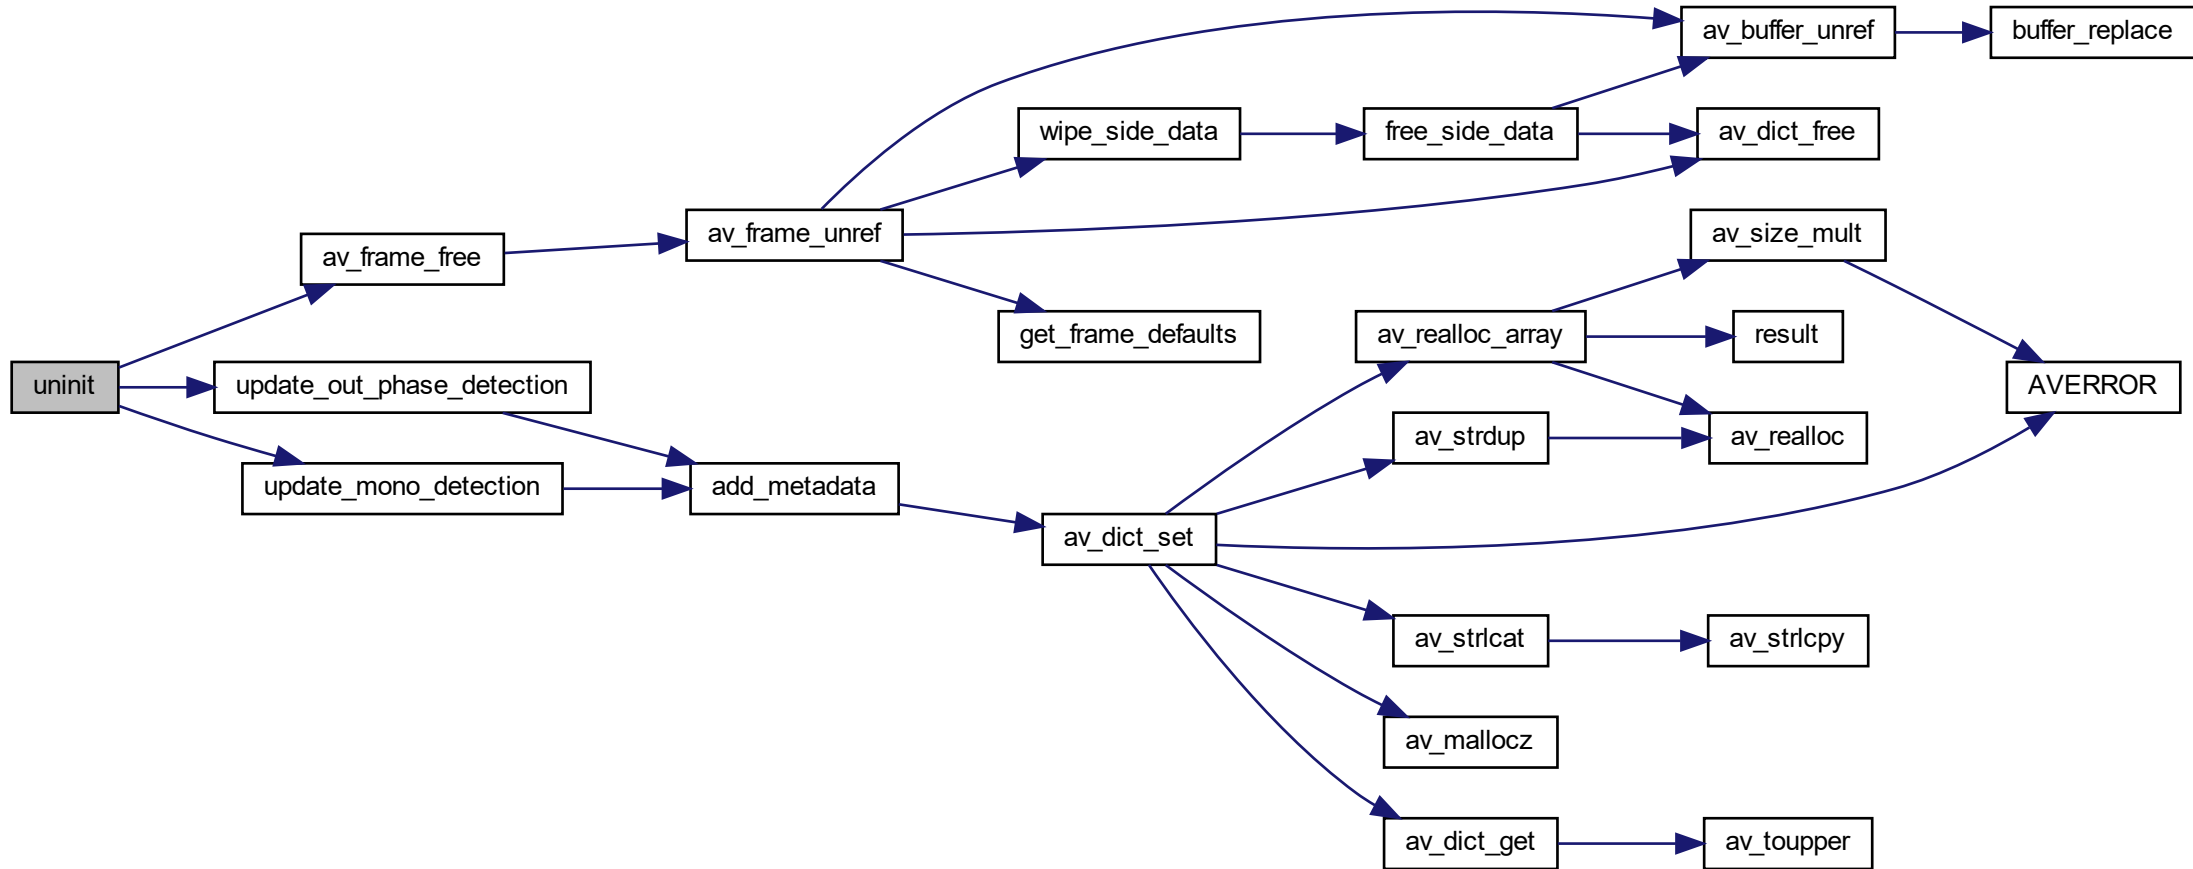 av_buffer_unref
buffer_replace
wipe_side_data
free_side_data
av_dict_free
av_frame_unref
av_size_mult
av_frame_free
get_frame_defaults
av_realloc_array
result
uninit
update_out_phase_detection
AVERROR
av_strdup
av_realloc
update_mono_detection
add_metadata
av_dict_set
av_strlcat
av_strlcpy
av_mallocz
av_dict_get
av_toupper